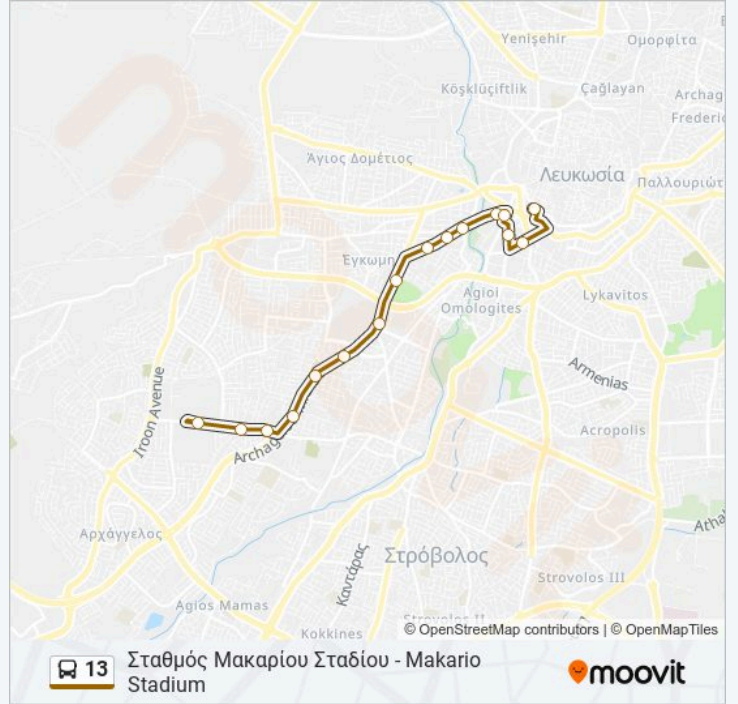 Yenişehir
Ομορφίτα
Köşklüçiftlik
Çağlayan
Archag
Frederic
Άγιος Δομέτιος
Λευκωσία
Παλλουριώτ
Έγκωμη
Agioi
Omologites
Lykavitos
Armenias
Iroon Avenue
Acropolis
Archag
Αρχάγγελος
Στρόβολος
Atha
Καντάρας
Strovolos III
Agios Mamas
Strovolos II
Kokkines
© OpenStreetMap contributors | © OpenMapTiles
13
Σταθμός Μακαρίου Σταδίου - Makario
Stadium
moovit